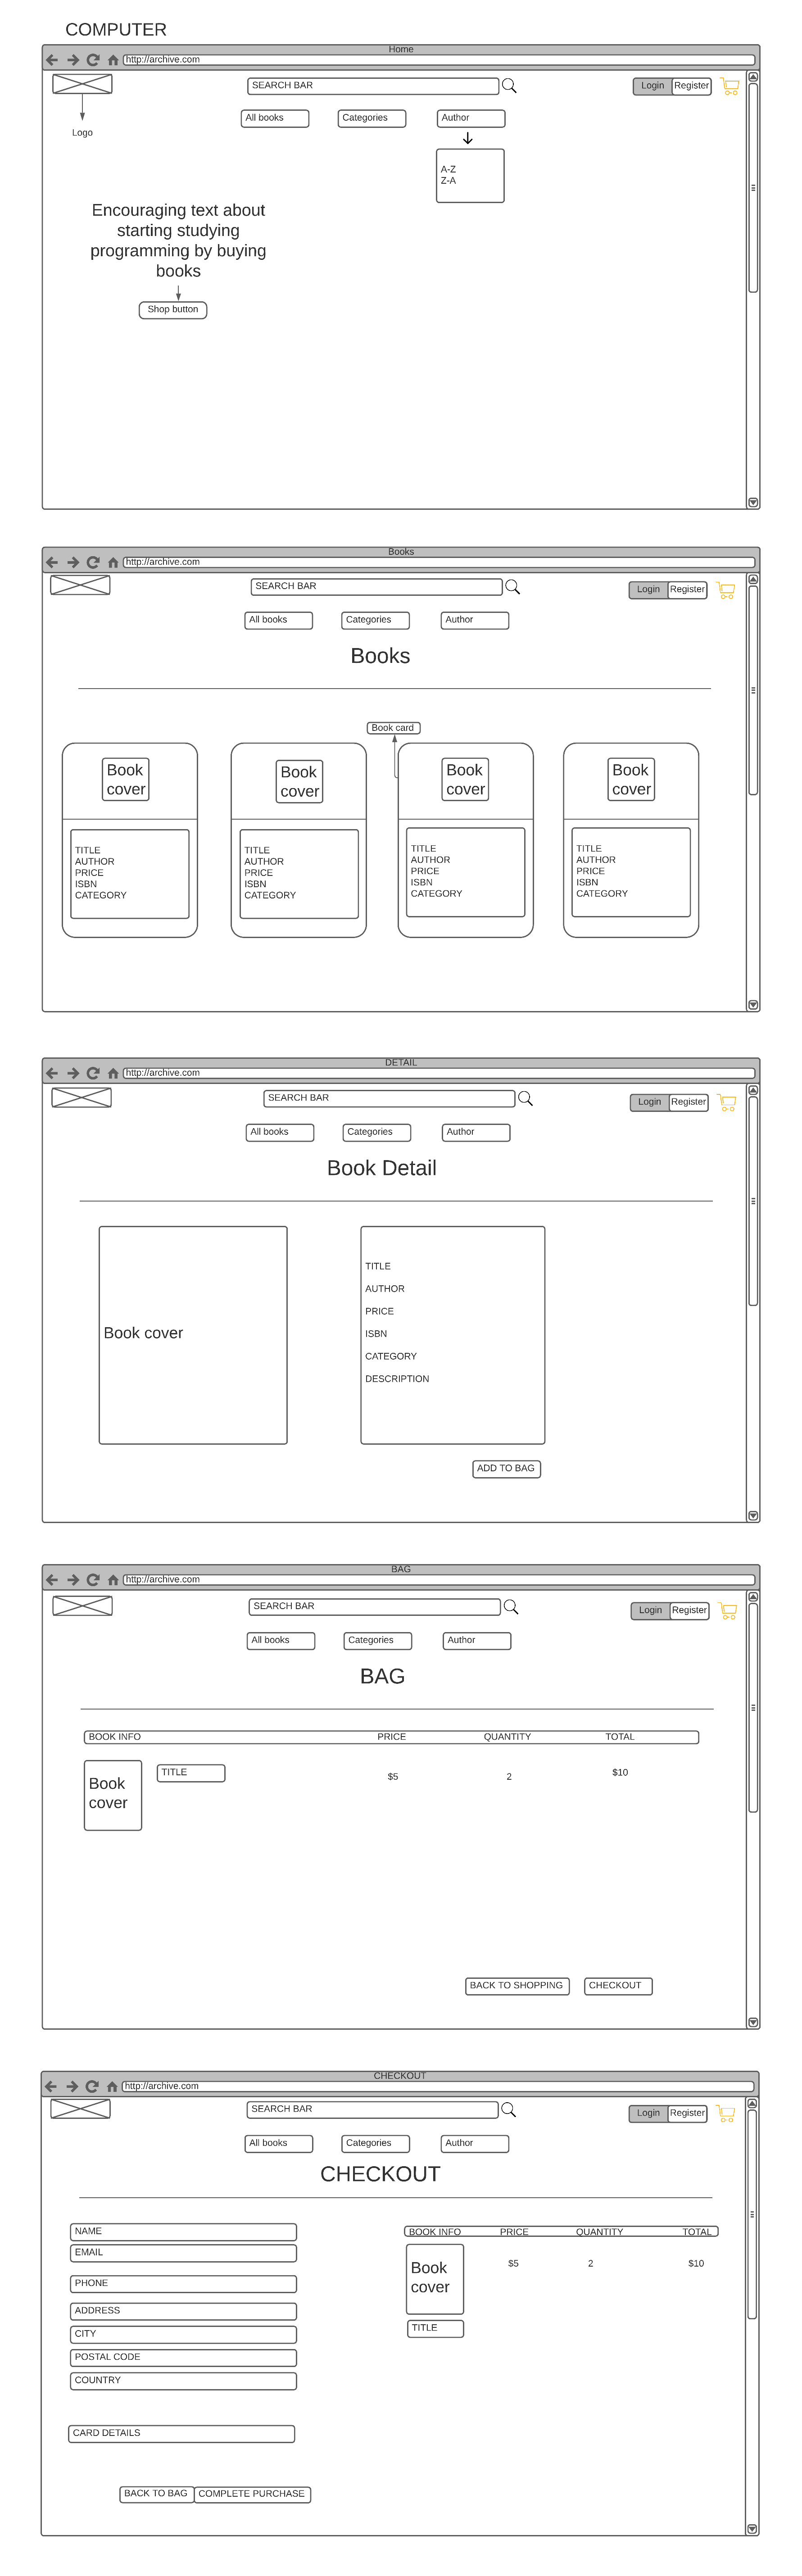 COMPUTER
Home
http://archive.com
SEARCH BAR
Login
Register
Logo
All books
Categories
Author
A-Z
Z-A
Encouraging text about
starting studying
programming by buying
books
Shop button
Books
http://archive.com
SEARCH BAR
Login
Register
All books
Categories
Author
Books
Book card
Book
cover
TITLE
AUTHOR
PRICE
ISBN
CATEGORY
Book
cover
TITLE
AUTHOR
PRICE
ISBN
CATEGORY
Book
cover
TITLE
AUTHOR
PRICE
ISBN
CATEGORY
Book
cover
TITLE
AUTHOR
PRICE
ISBN
CATEGORY
DETAIL
http://archive.com
SEARCH BAR
Login
Register
All books
Categories
Author
Book Detail
Book cover
TITLE
AUTHOR
PRICE
ISBN
CATEGORY
DESCRIPTION
ADD TO BAG
BAG
http://archive.com
SEARCH BAR
Login
Register
All books
Categories
Author
BAG
BOOK INFO PRICE QUANTITY TOTAL
Book
cover
TITLE
$5
2
$10
BACK TO SHOPPING
CHECKOUT
CHECKOUT
http://archive.com
SEARCH BAR
Login
Register
All books
Categories
Author
CHECKOUT
NAME
EMAIL
PHONE
ADDRESS
CITY
POSTAL CODE
COUNTRY
CARD DETAILS
BACK TO BAG
COMPLETE PURCHASE
BOOK INFO PRICE QUANTITY TOTAL
Book
cover
$5
2
$10
TITLE